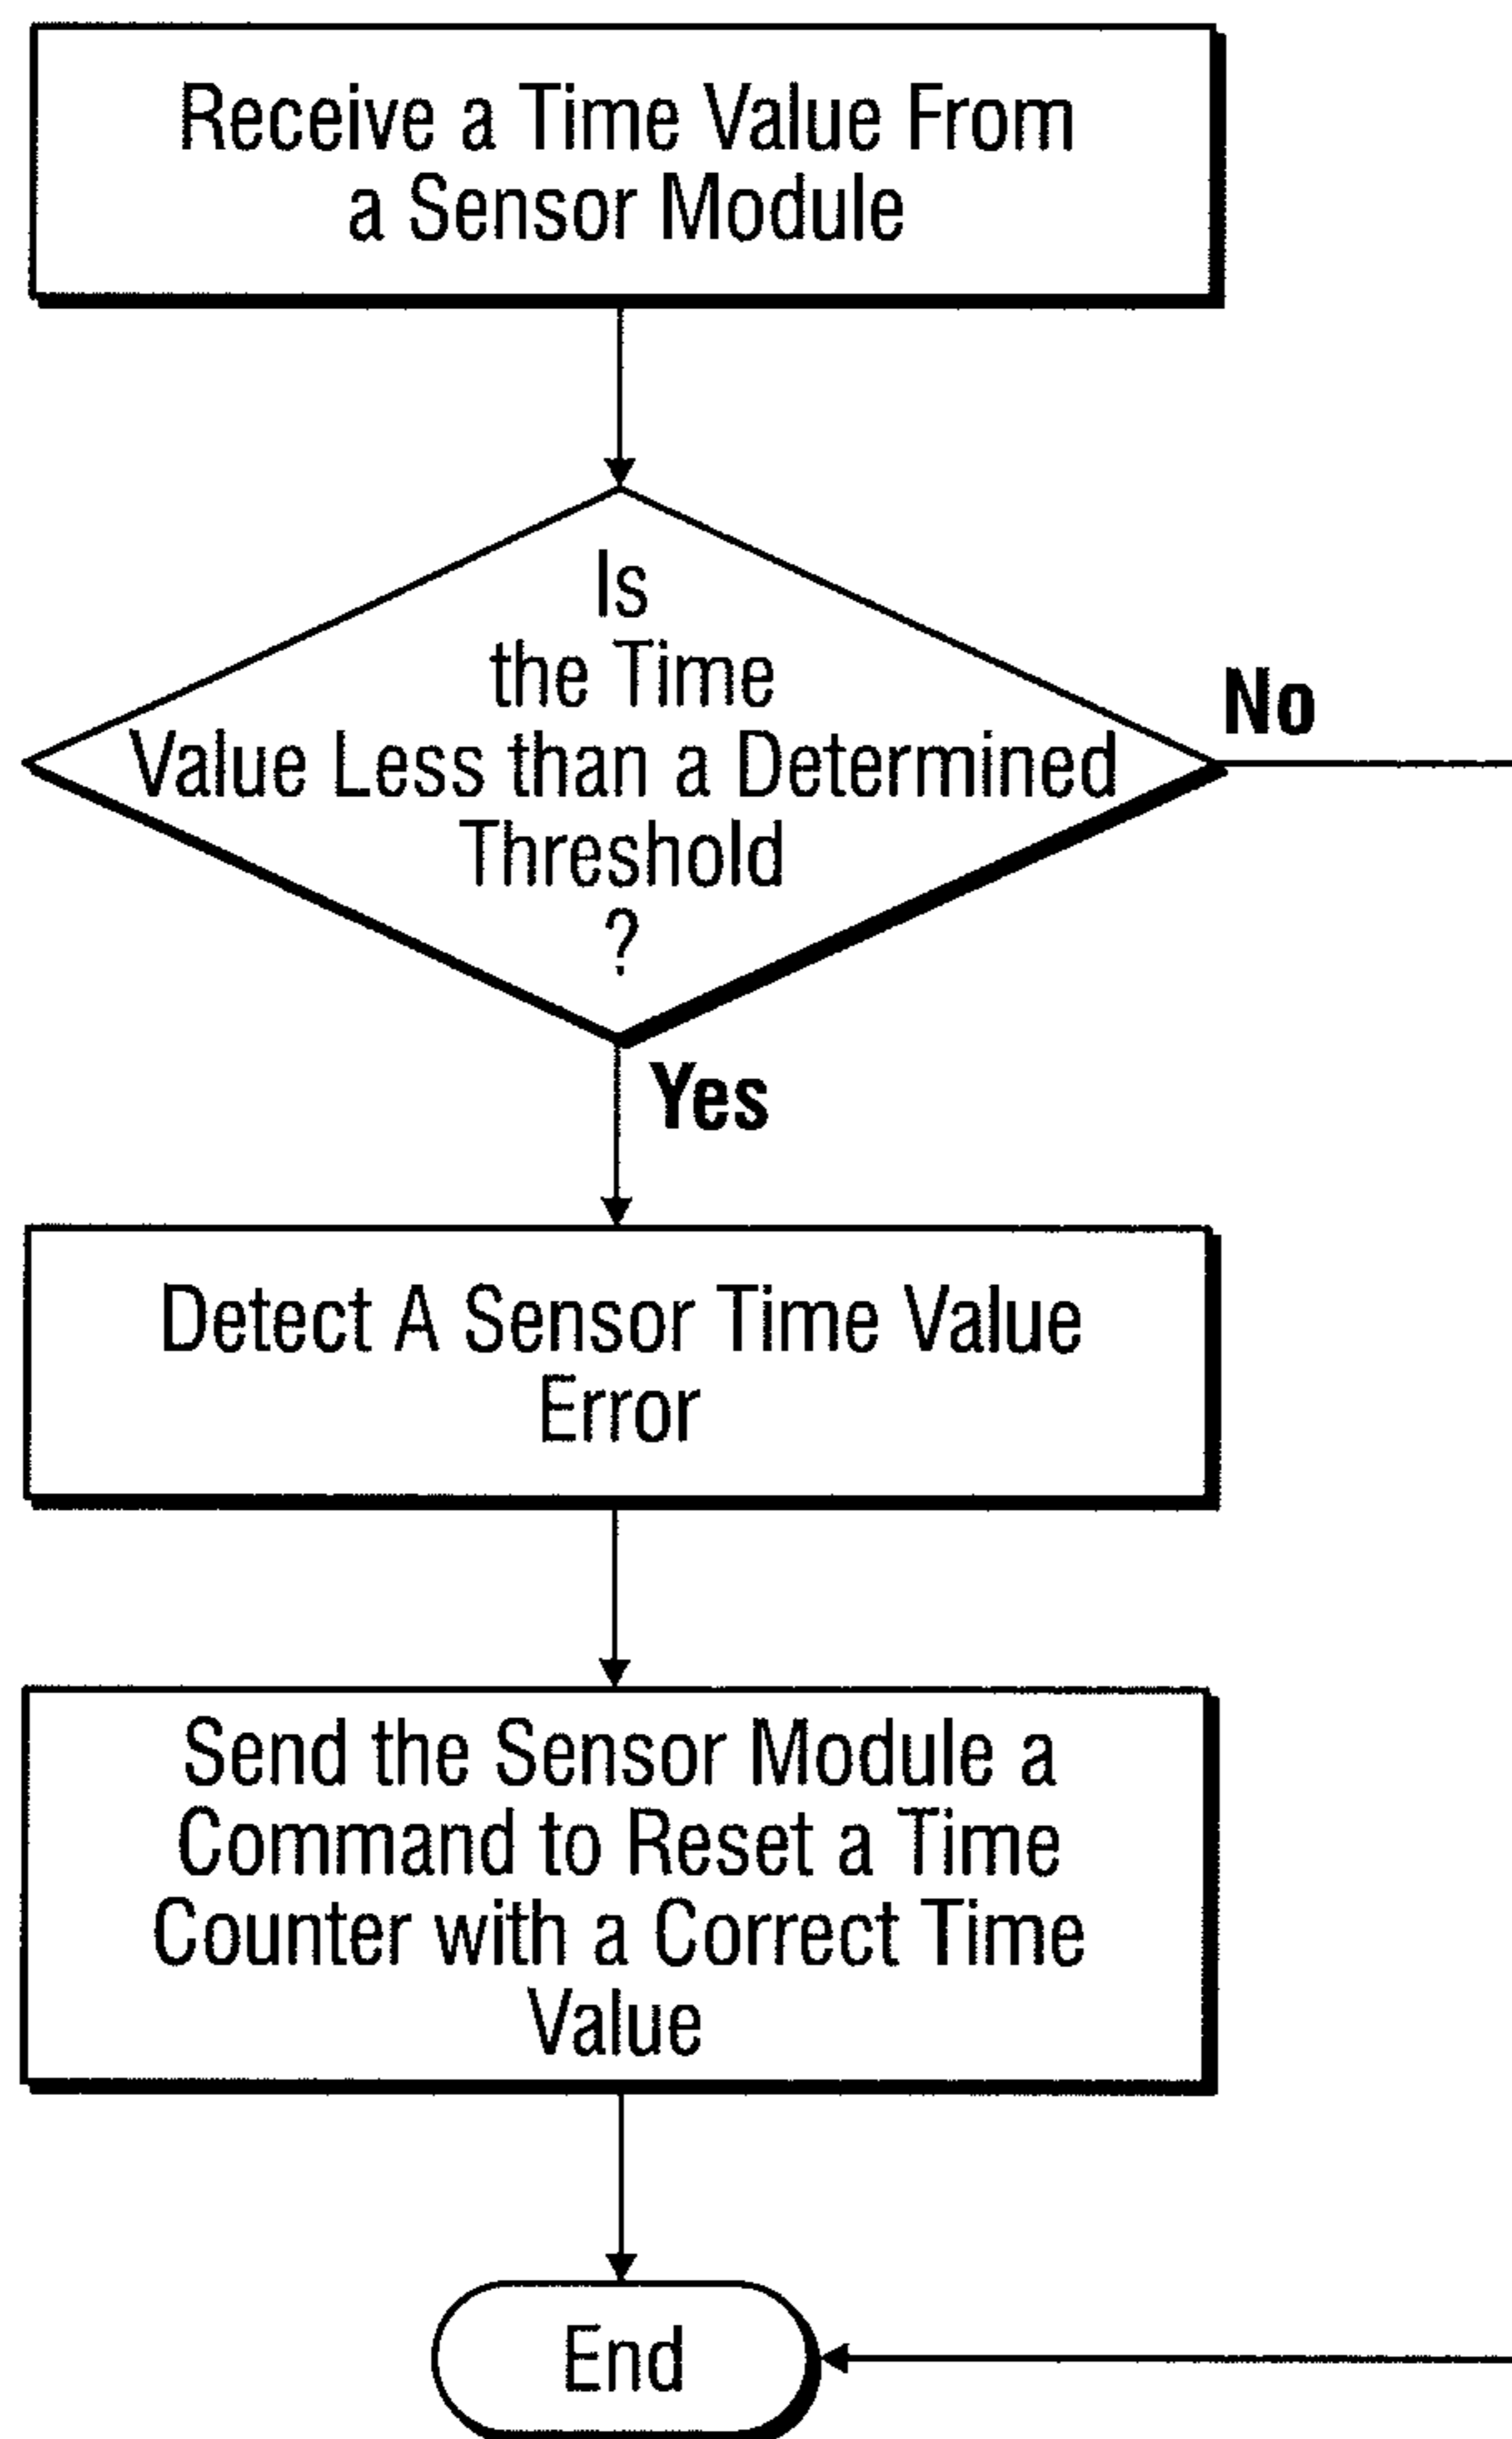 Receive a Time Value From
a Sensor Module
Is
the Time
Value Less than a Determined
Threshold
?
No
Yes
Detect A Sensor Time Value
Error
Send the Sensor Module a
Command to Reset a Time
Counter with a Correct Time
Value
End